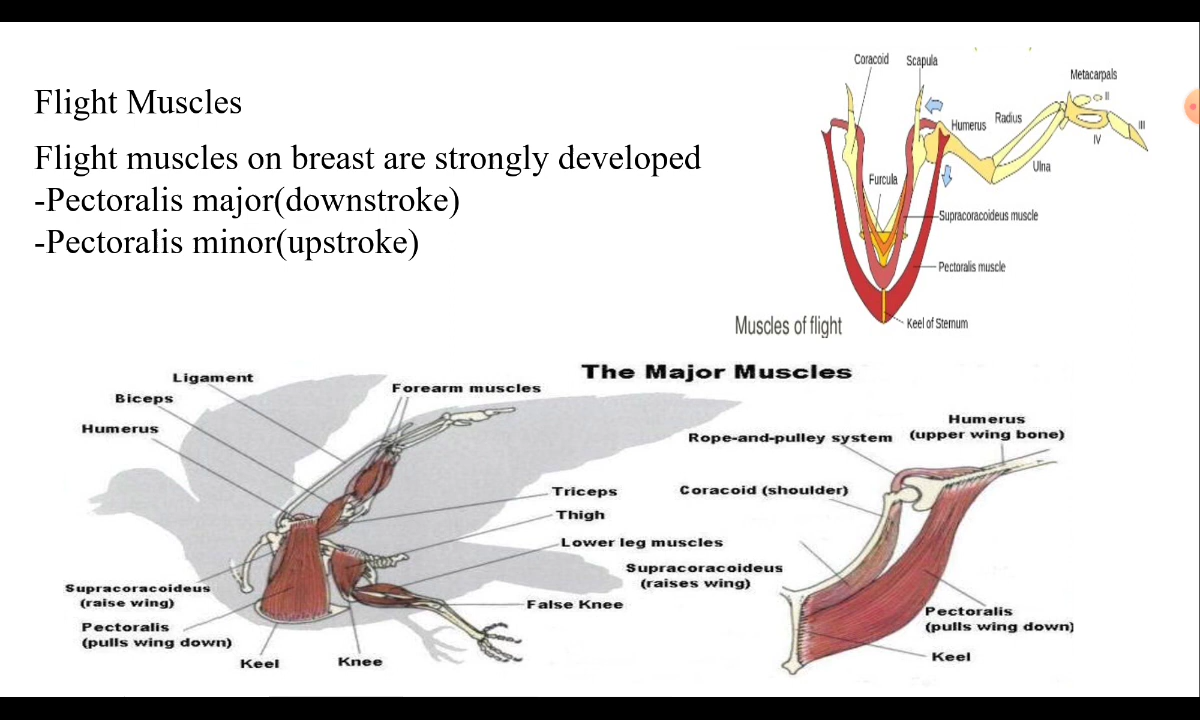 Flight Muscles
Flight muscles on breast are strongly developed
-Pectoralis major(downstroke)
-Pectoralis minor(upstroke)
Coracoid
Scapula
Metacarpals
II
III
IV
Humerus
Radius
Ulna
Furcula
Supracoracoideus muscle
Pectoralis muscle
Keel of Sternum
Muscles of flight
The Major Muscles
Ligament
Biceps
Humerus
Forearm muscles
Triceps
Thigh
Lower leg muscles
False Knee
Supracoracoideus
(raise wing)
Pectoralis
(pulls wing down)
Keel
Knee
Rope-and-pulley system
Humerus
(upper wing bone)
Coracoid (shoulder)
Supracoracoideus
(raises wing)
Pectoralis
(pulls wing down)
Keel